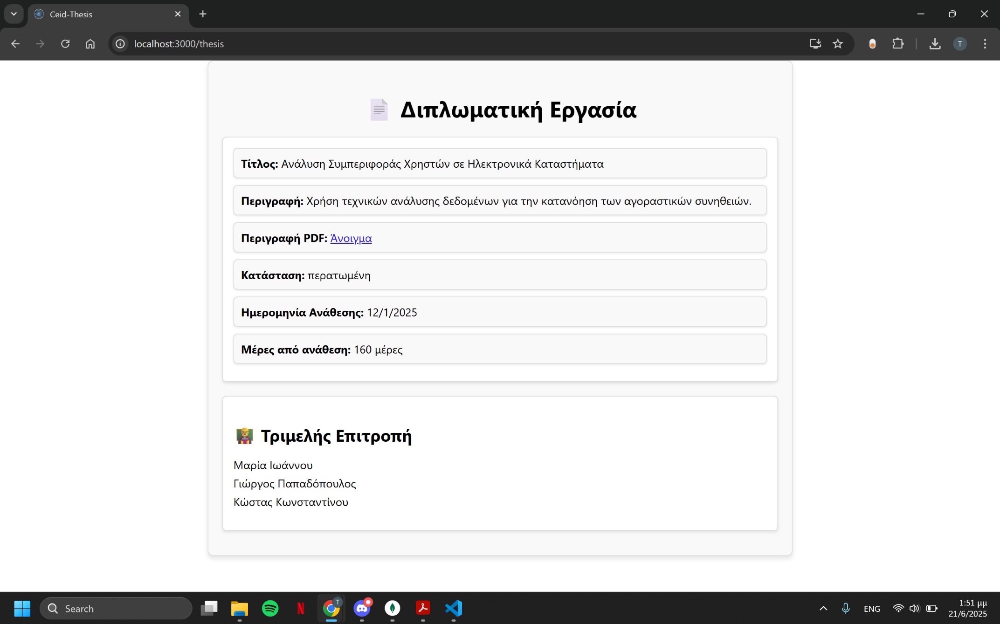 Ceid-Thesis
localhost:3000/thesis
T
Διπλωματική Εργασία
Τίτλος: Ανάλυση Συμπεριφοράς Χρηστών σε Ηλεκτρονικά Καταστήματα
Περιγραφή: Χρήση τεχνικών ανάλυσης δεδομένων για την κατανόηση των αγοραστικών συνηθειών.
Περιγραφή PDF: Άνοιγμα
Κατάσταση: περατωμένη
Ημερομηνία Ανάθεσης: 12/1/2025
Μέρες από ανάθεση: 160 μέρες
Τριμελής Επιτροπή
Μαρία Ιωάννου
Γιώργος Παπαδόπουλος
Κώστας Κωνσταντίνου
Search
N
T
ENG
1:51 μμ
21/6/2025